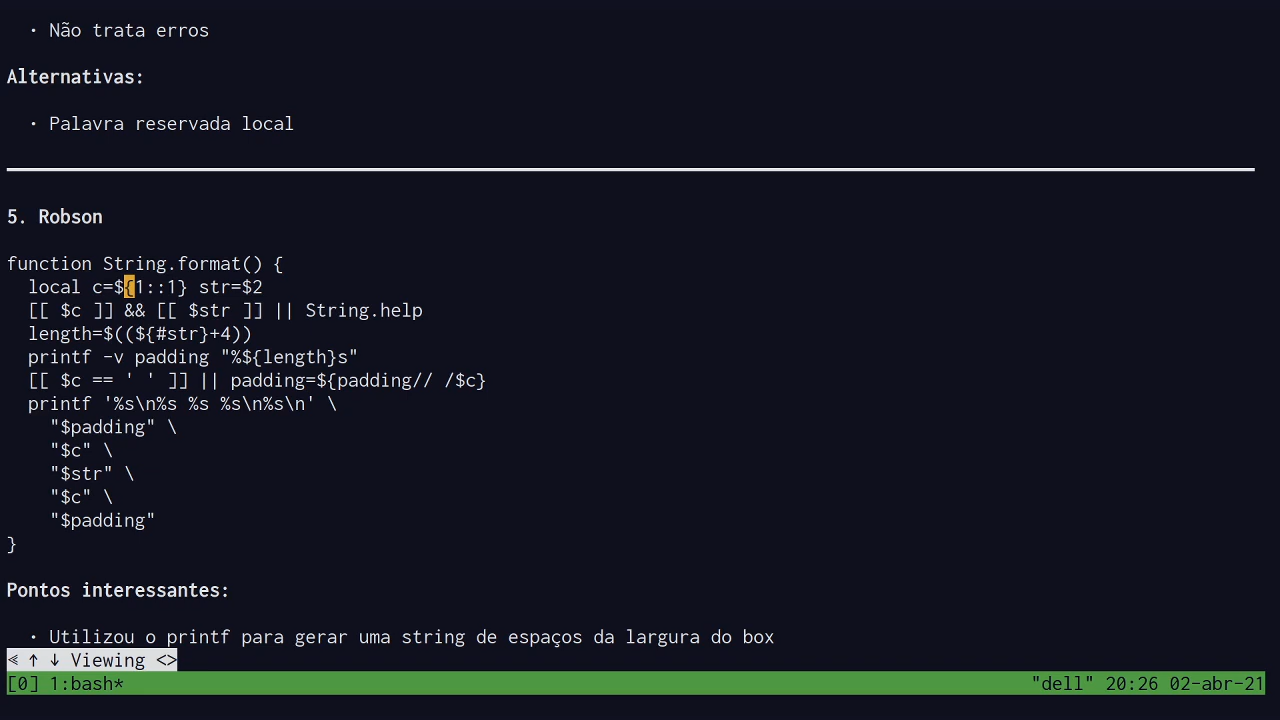 · Não trata erros
Alternativas:
· Palavra reservada local
5. Robson
function String.format() {
  local c=${1::1} str=$2
  [[ $c ]] && [[ $str ]] || String.help
  length=$((${#str}+4))
  printf -v padding "%${length}s"
  [[ $c == ' ' ]] || padding=${padding// /$c}
  printf '%s\n%s %s %s\n%s\n' \
    "$padding" \
    "$c" \
    "$str" \
    "$c" \
    "$padding"
}
Pontos interessantes:
· Utilizou o printf para gerar uma string de espaços da largura do box
⪡ ↑ ↓ Viewing <>
[0] 1:bash* "dell" 20:26 02-abr-21